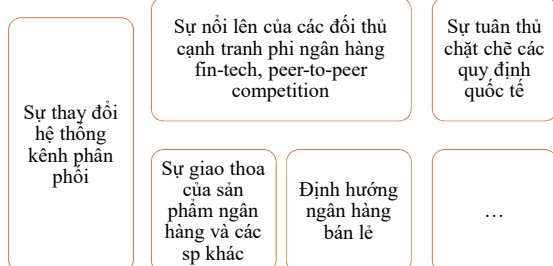 Sự thay đổi
hệ thống
kênh phân
phối
Sự nổi lên của các đối thủ
cạnh tranh phi ngân hàng
fin-tech, peer-to-peer
competition
Sự tuân thủ
chặt chẽ các
quy định
quốc tế
Sự giao thoa
của sản
phẩm ngân
hàng và các
sp khác
Định hướng
ngân hàng
bán lẻ
…